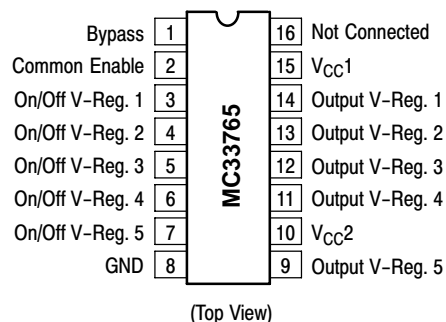 Bypass 1 16 Not Connected
Common Enable 2 15 VCC1
On/Off V–Reg. 1 3 14 Output V–Reg. 1
On/Off V–Reg. 2 4 13 Output V–Reg. 2
On/Off V–Reg. 3 5 12 Output V–Reg. 3
On/Off V–Reg. 4 6 11 Output V–Reg. 4
On/Off V–Reg. 5 7 10 VCC2
GND 8 9 Output V–Reg. 5
MC33765
(Top View)